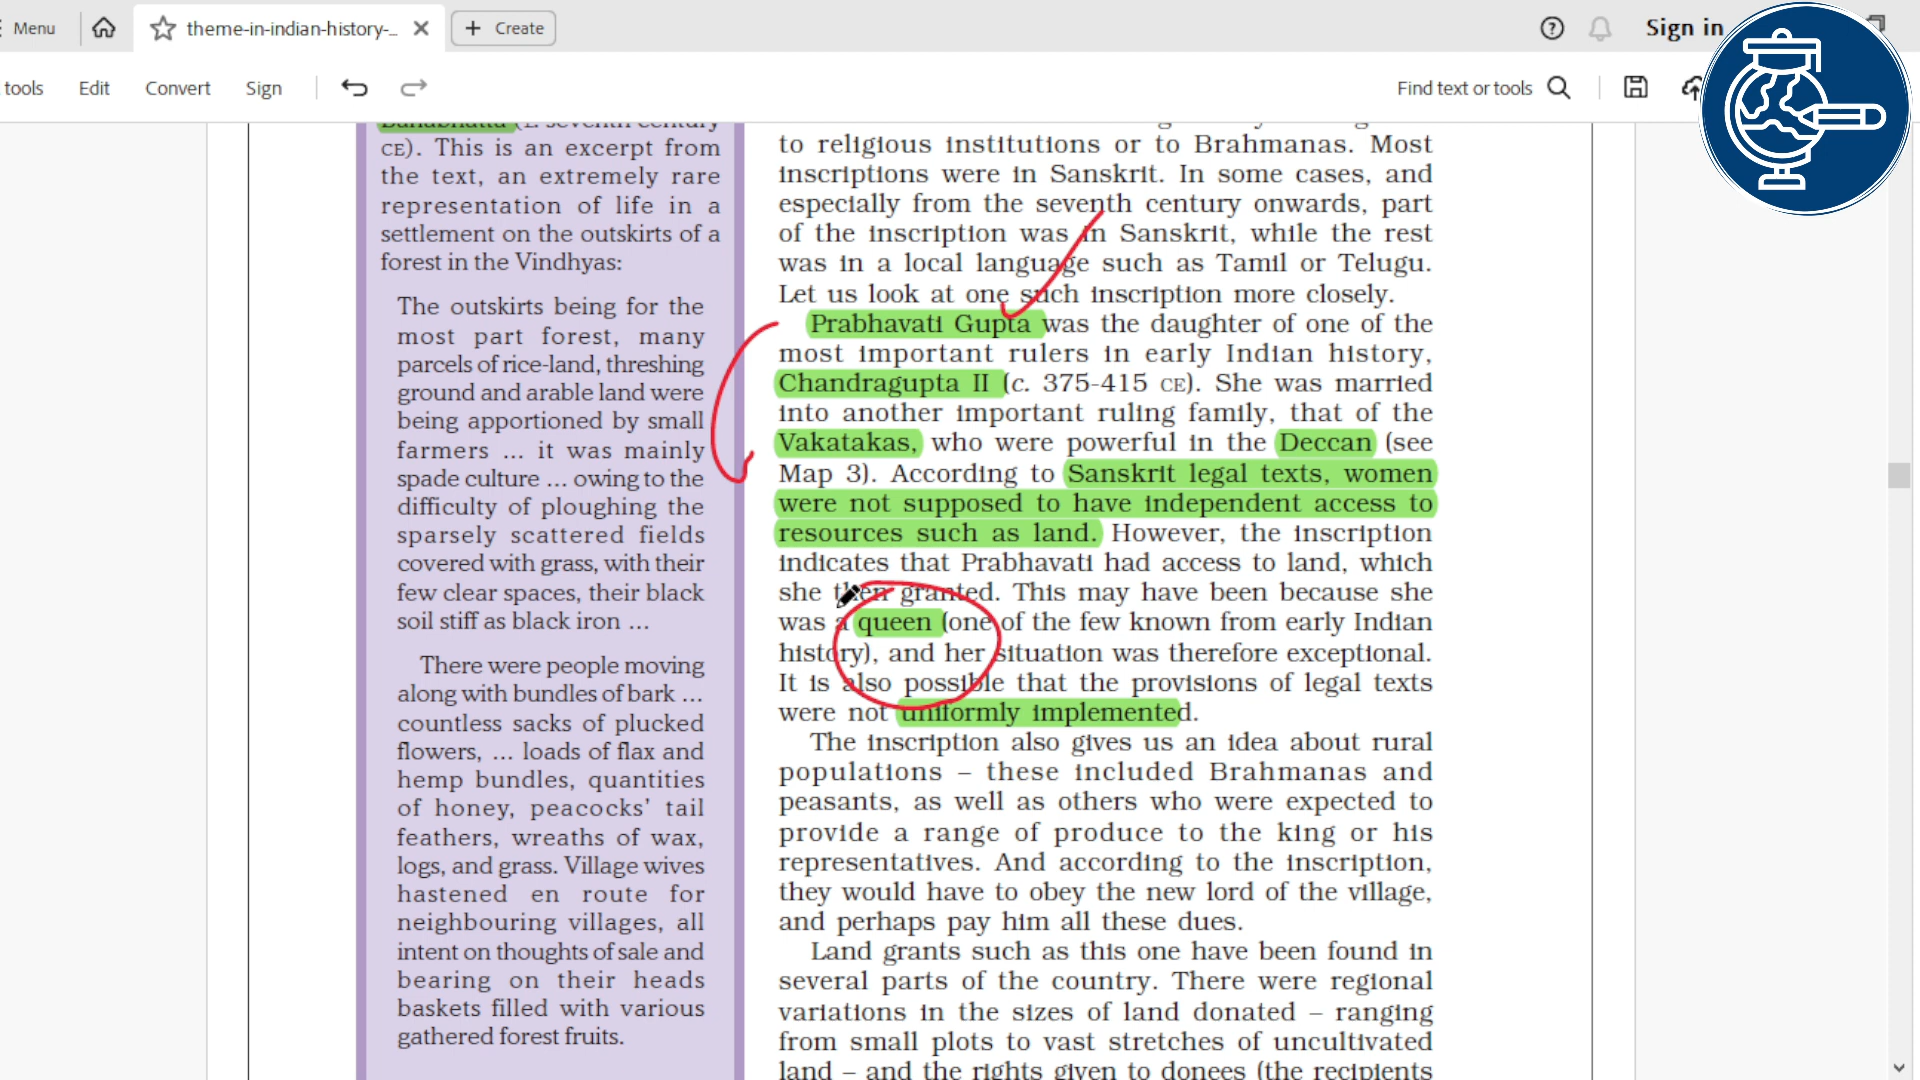 Menu
theme-in-indian-history-...
Create
Sign in
tools
Edit
Convert
Sign
Find text or tools
Banabhatta (c. seventh century
CE). This is an excerpt from
the text, an extremely rare
representation of life in a
settlement on the outskirts of a
forest in the Vindhyas:
The outskirts being for the
most part forest, many
parcels of rice-land, threshing
ground and arable land were
being apportioned by small
farmers ... it was mainly
spade culture ... owing to the
difficulty of ploughing the
sparsely scattered fields
covered with grass, with their
few clear spaces, their black
soil stiff as black iron ...
There were people moving
along with bundles of bark ...
countless sacks of plucked
flowers, ... loads of flax and
hemp bundles, quantities
of honey, peacocks' tail
feathers, wreaths of wax,
logs, and grass. Village wives
hastened en route for
neighbouring villages, all
intent on thoughts of sale and
bearing on their heads
baskets filled with various
gathered forest fruits.
to religious institutions or to Brahmanas. Most
inscriptions were in Sanskrit. In some cases, and
especially from the seventh century onwards, part
of the inscription was in Sanskrit, while the rest
was in a local language such as Tamil or Telugu.
Let us look at one such inscription more closely.
Prabhavati Gupta was the daughter of one of the
most important rulers in early Indian history,
Chandragupta II (c. 375-415 CE). She was married
into another important ruling family, that of the
Vakatakas, who were powerful in the Deccan (see
Map 3). According to Sanskrit legal texts, women
were not supposed to have independent access to
resources such as land. However, the inscription
indicates that Prabhavati had access to land, which
she then granted. This may have been because she
was a queen (one of the few known from early Indian
history), and her situation was therefore exceptional.
It is also possible that the provisions of legal texts
were not uniformly implemented.
The inscription also gives us an idea about rural
populations – these included Brahmanas and
peasants, as well as others who were expected to
provide a range of produce to the king or his
representatives. And according to the inscription,
they would have to obey the new lord of the village,
and perhaps pay him all these dues.
Land grants such as this one have been found in
several parts of the country. There were regional
variations in the sizes of land donated – ranging
from small plots to vast stretches of uncultivated
land – and the rights given to donees (the recipients